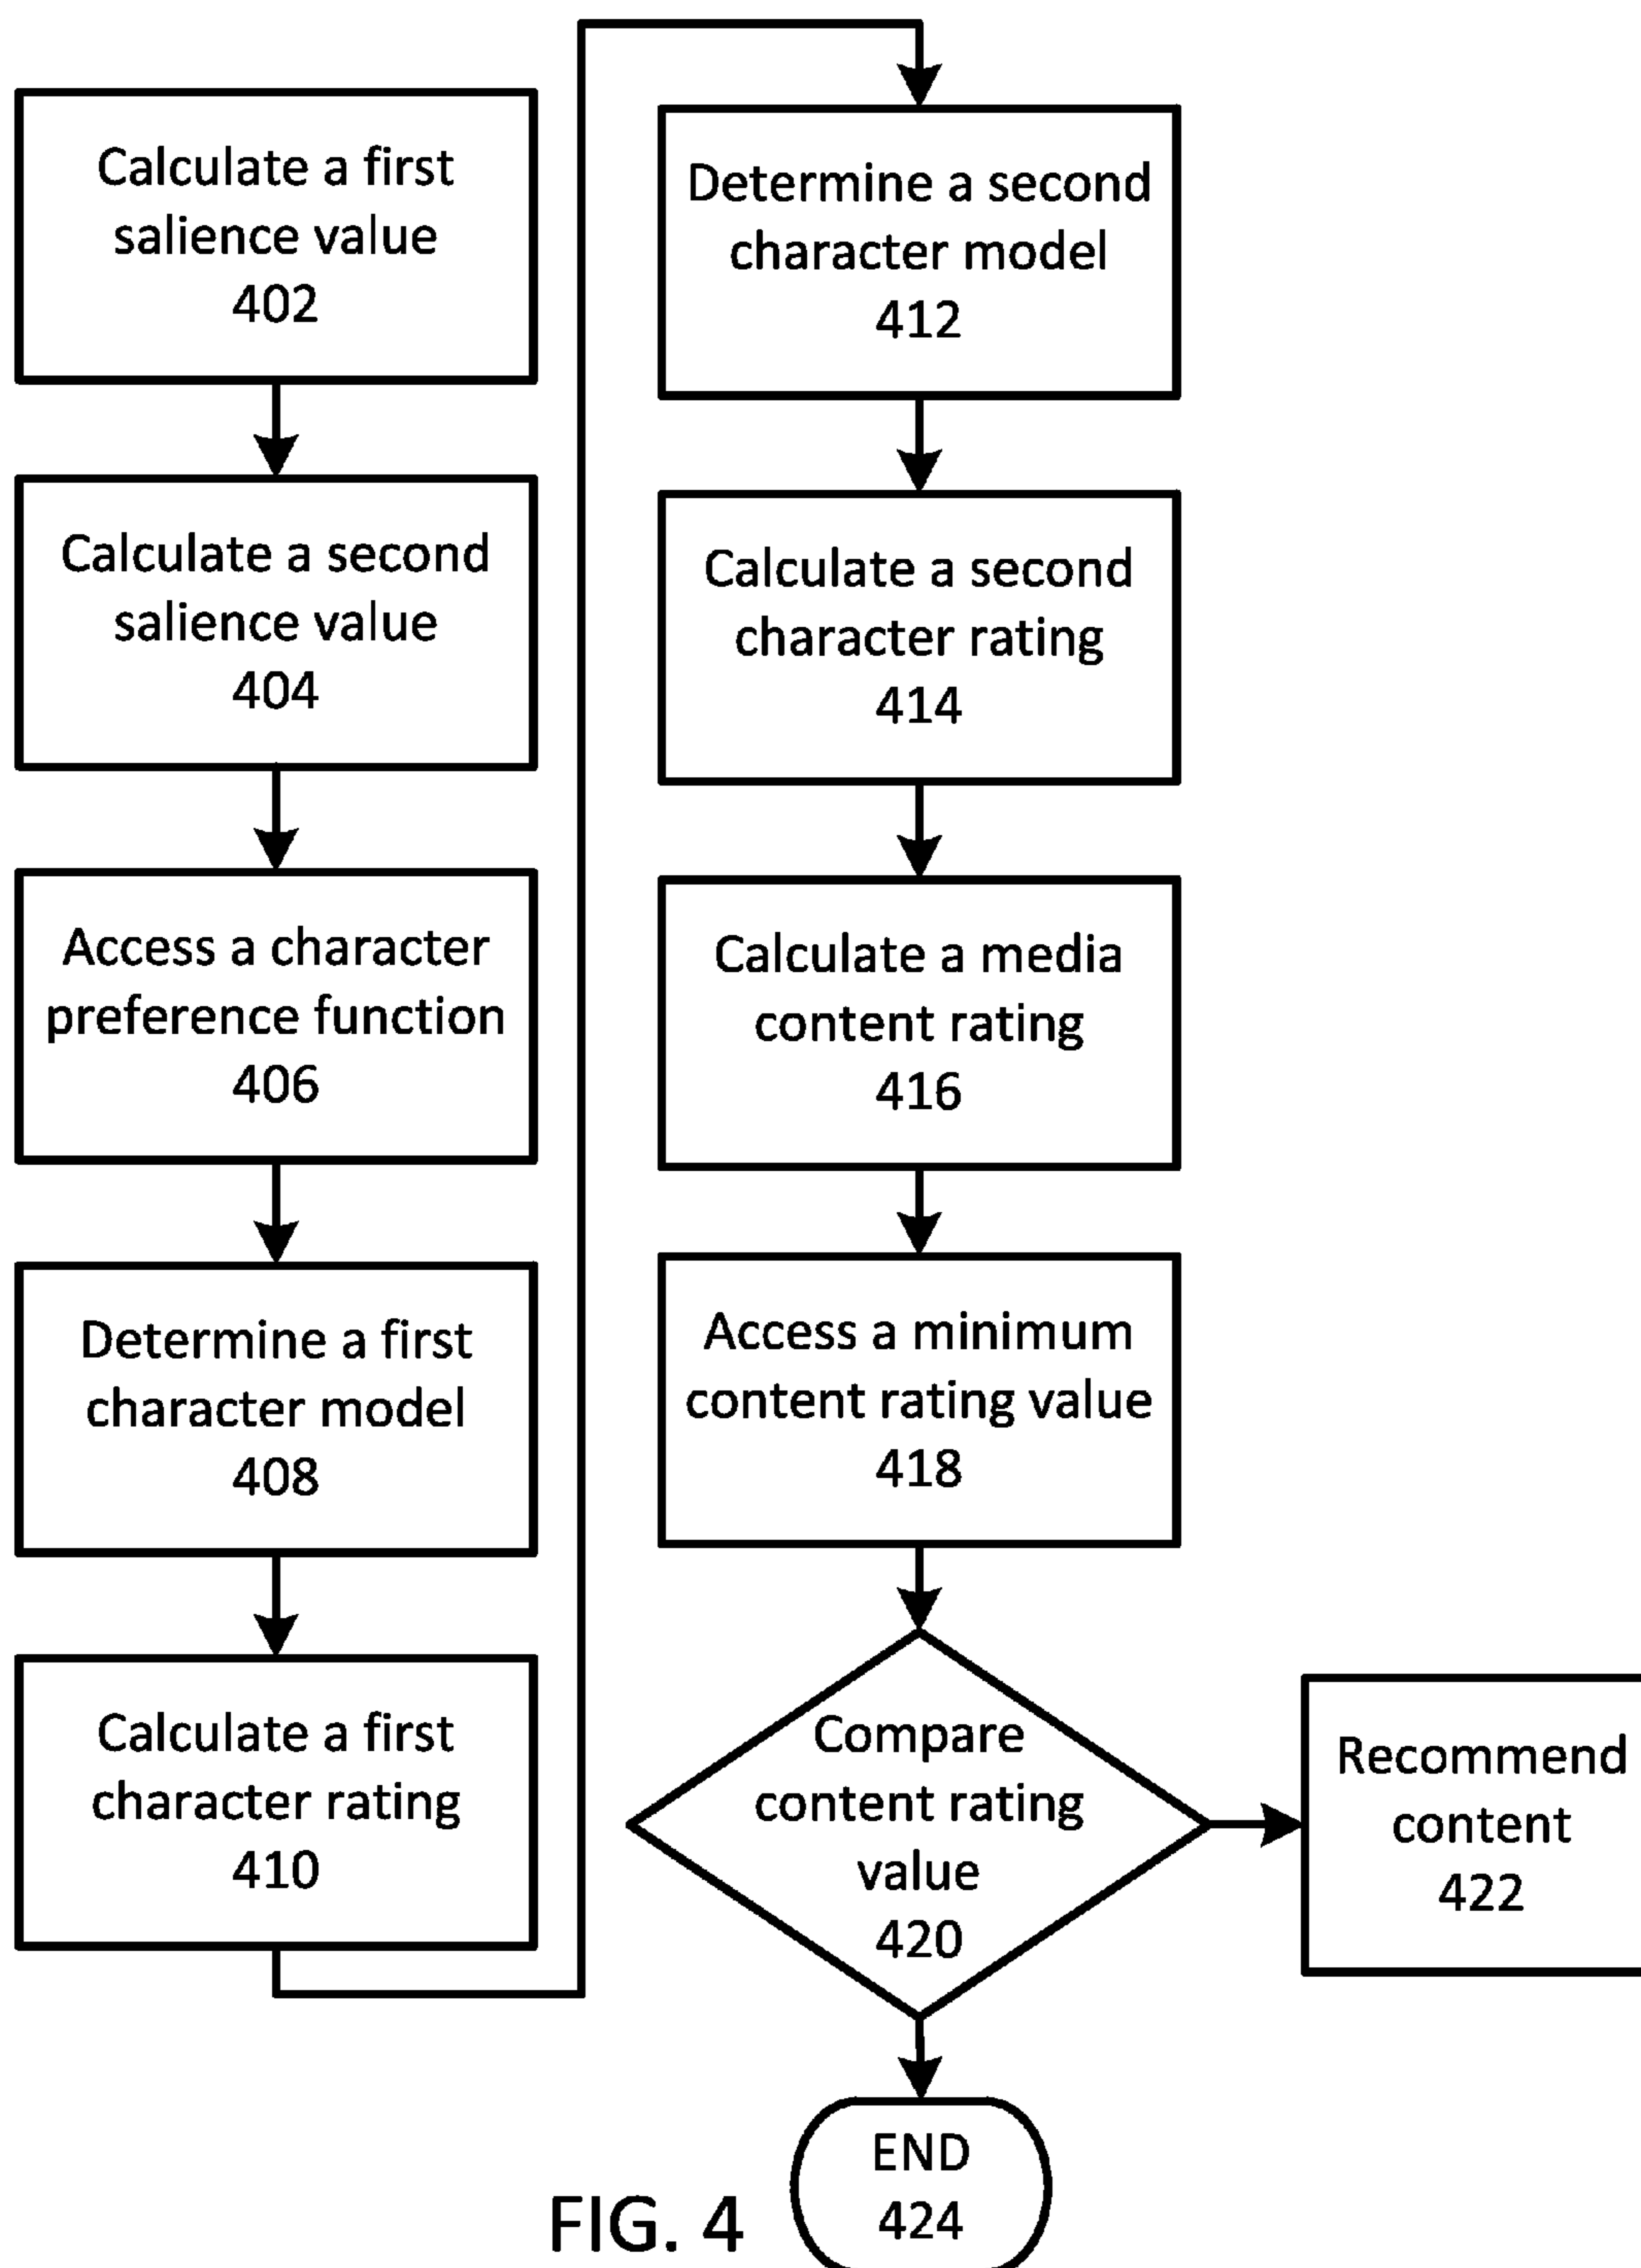 Calculate a first
salience value
402
Calculate a second
salience value
404
Access a character
preference function
406
Determine a first
character model
408
Calculate a first
character rating
410
Determine a second
character model
412
Calculate a second
character rating
414
Calculate a media
content rating
416
Access a minimum
content rating value
418
Compare
content rating
value
420
Recommend
content
422
END
424
FIG. 4